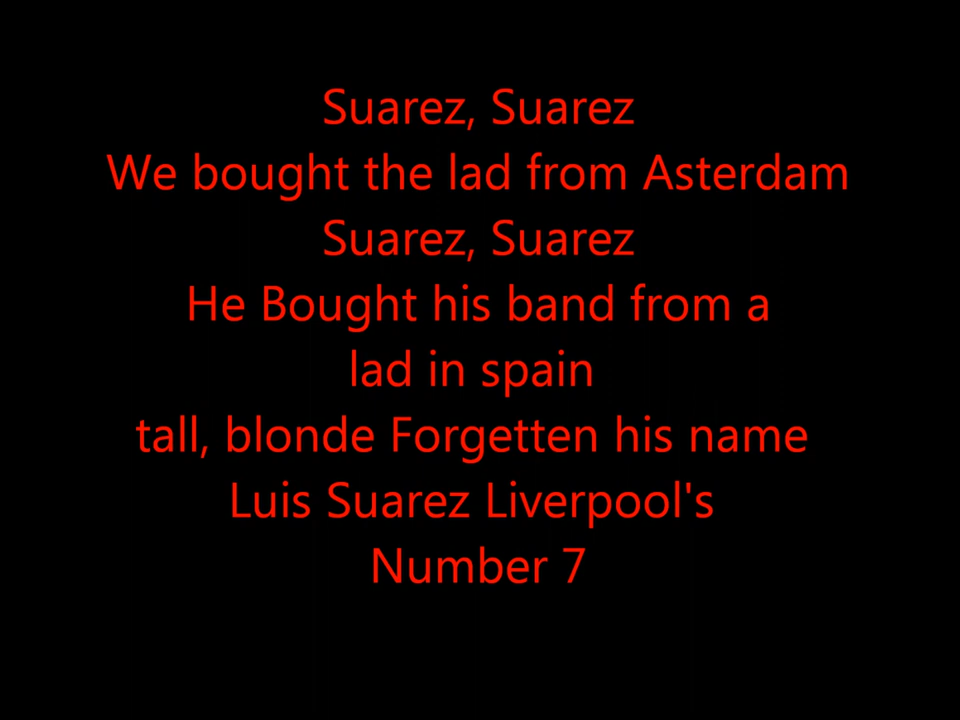 Suarez, Suarez
We bought the lad from Asterdam
Suarez, Suarez
He Bought his band from a
lad in spain
tall, blonde Forgetten his name
Luis Suarez Liverpool's
Number 7